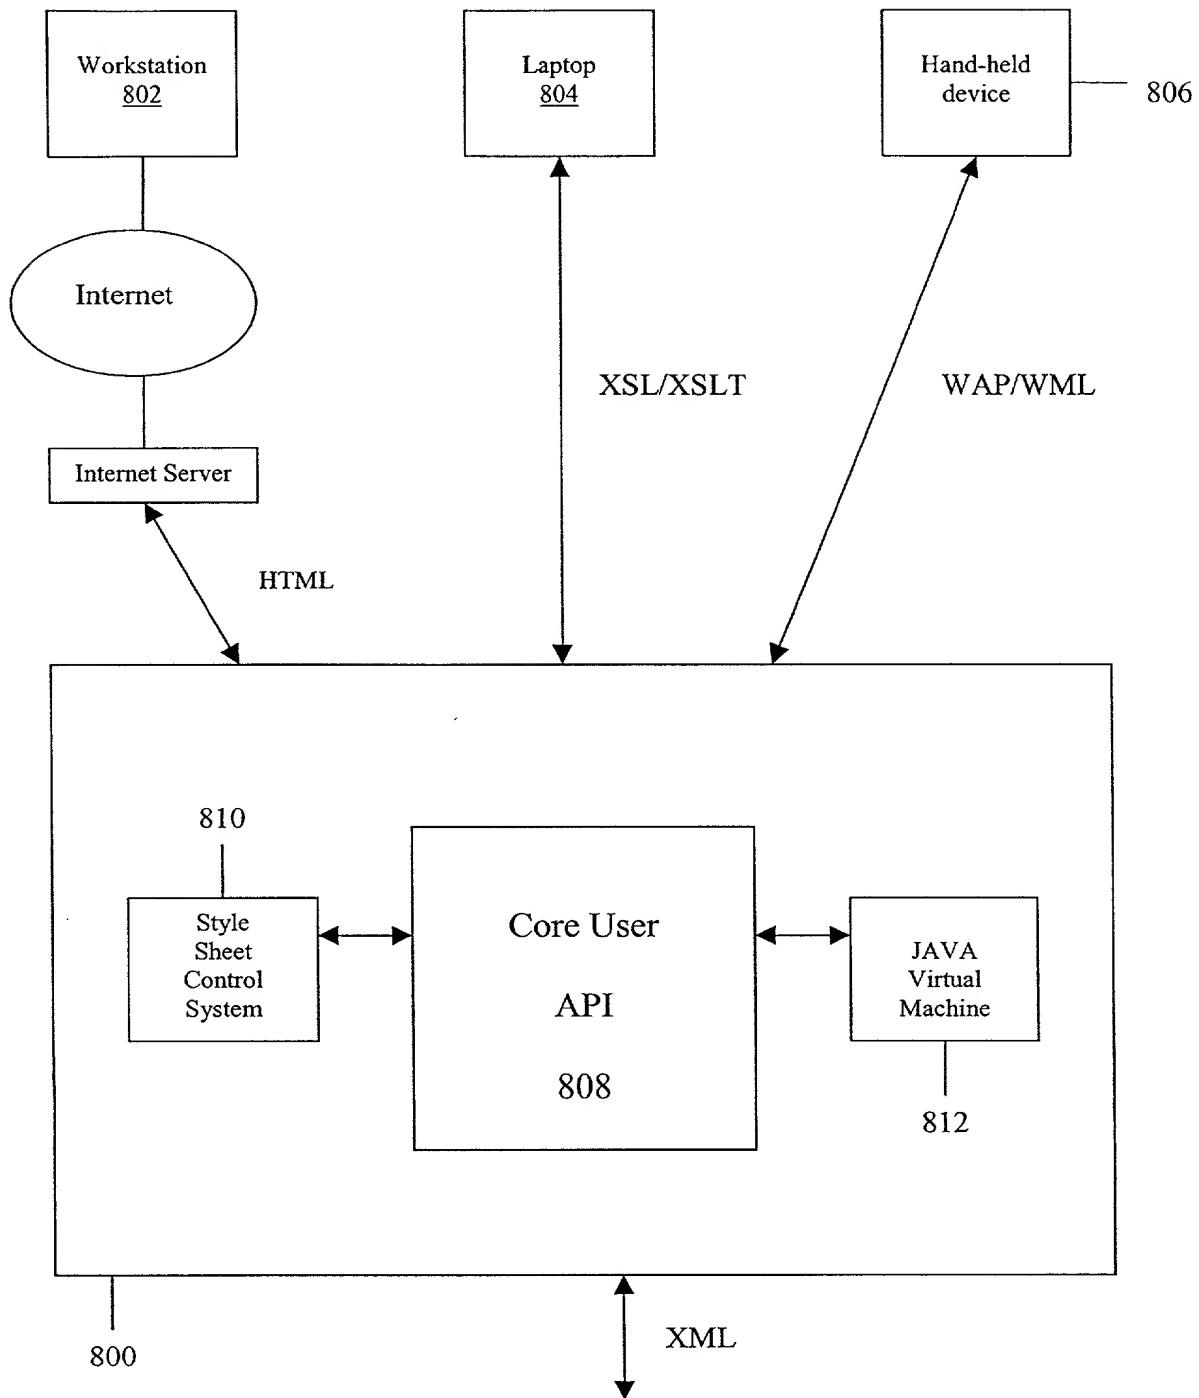 Workstation
802
Laptop
804
Hand-held
device
806
Internet
XSL/XSLT
WAP/WML
Internet Server
HTML
810
Style
Sheet
Control
System
Core User
API
808
JAVA
Virtual
Machine
812
800
XML